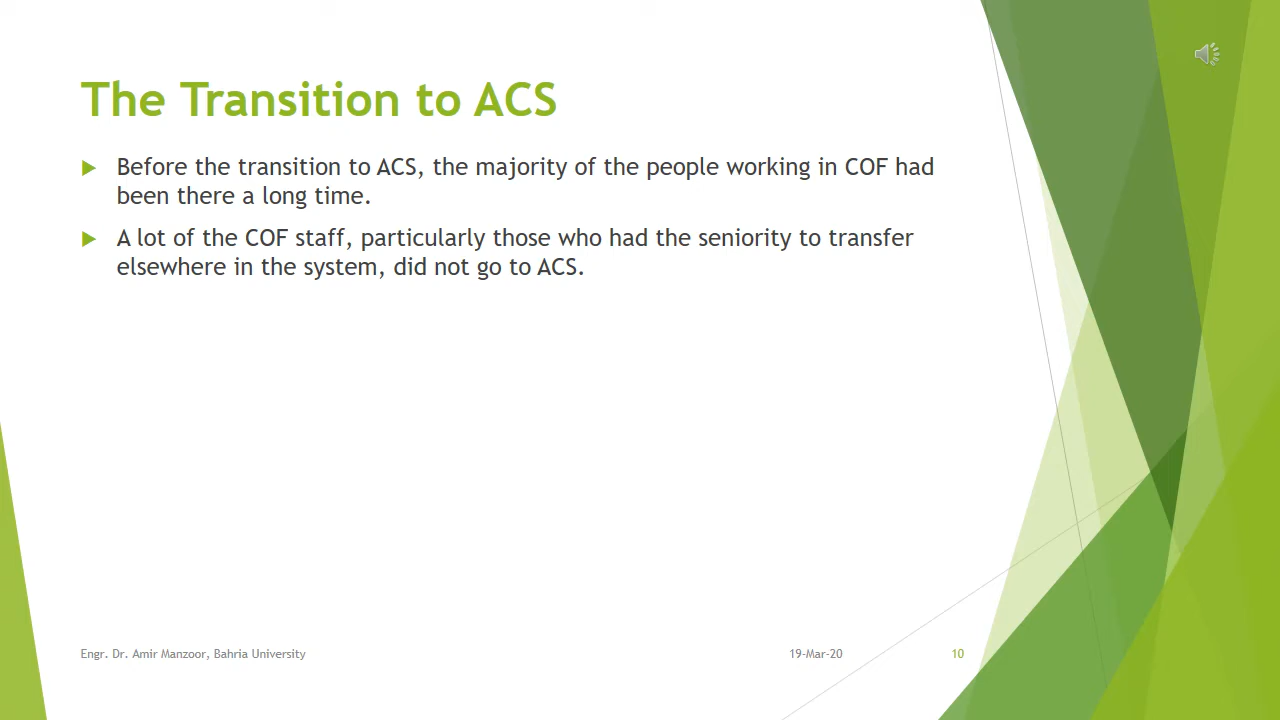 The Transition to ACS
Before the transition to ACS, the majority of the people working in COF had
been there a long time.
A lot of the COF staff, particularly those who had the seniority to transfer
elsewhere in the system, did not go to ACS.
Engr. Dr. Amir Manzoor, Bahria University
19-Mar-20
10